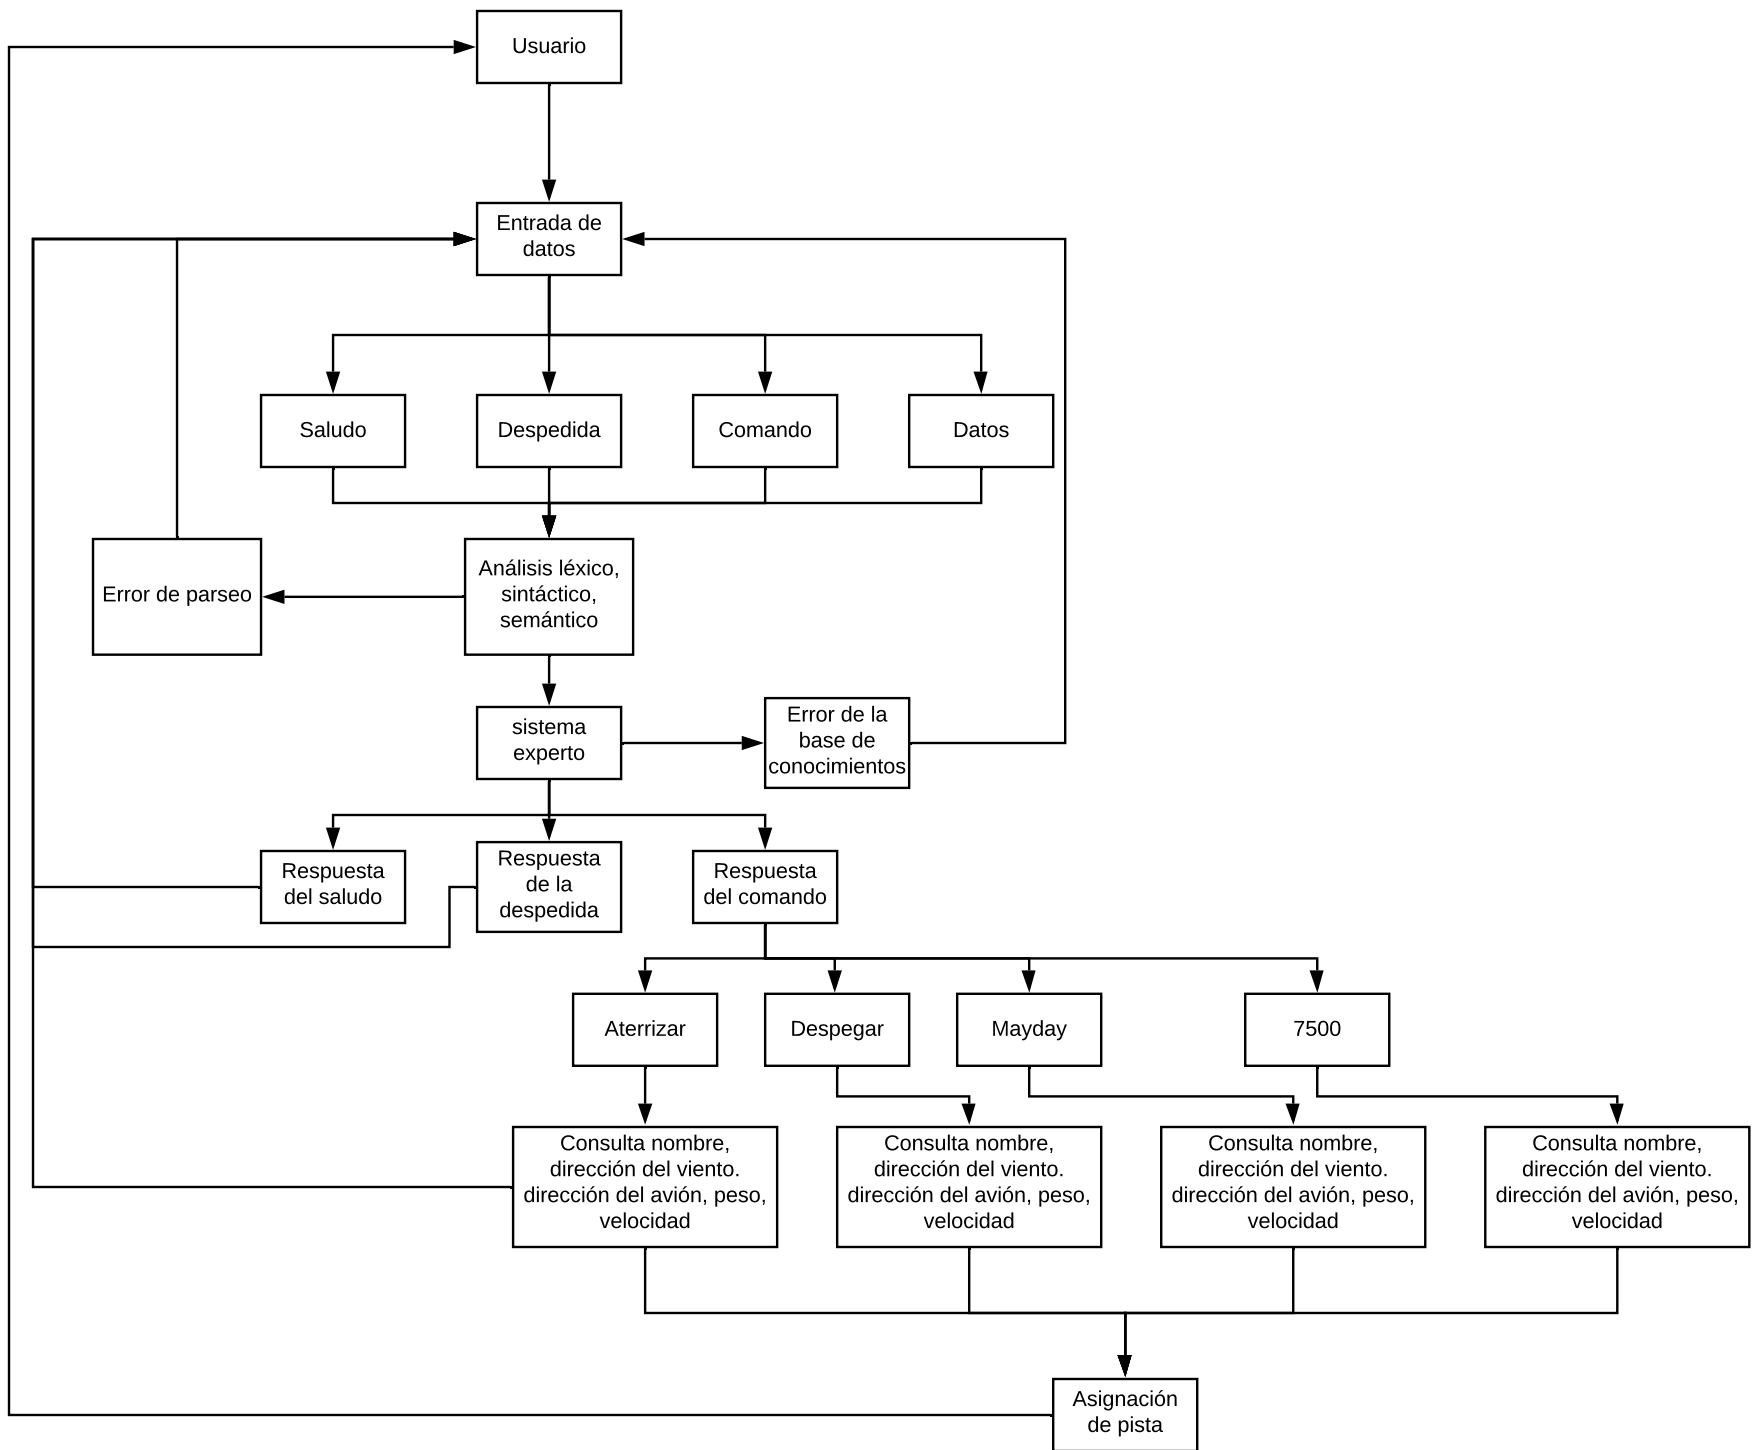 Usuario
Entrada de
datos
Saludo
Despedida
Comando
Datos
Error de parseo
Análisis léxico,
sintáctico,
semántico
sistema
experto
Error de la
base de
conocimientos
Respuesta
del saludo
Respuesta
de la
despedida
Respuesta
del comando
Aterrizar
Despegar
Mayday
7500
Consulta nombre,
dirección del viento.
dirección del avión, peso,
velocidad
Consulta nombre,
dirección del viento.
dirección del avión, peso,
velocidad
Consulta nombre,
dirección del viento.
dirección del avión, peso,
velocidad
Consulta nombre,
dirección del viento.
dirección del avión, peso,
velocidad
Asignación
de pista